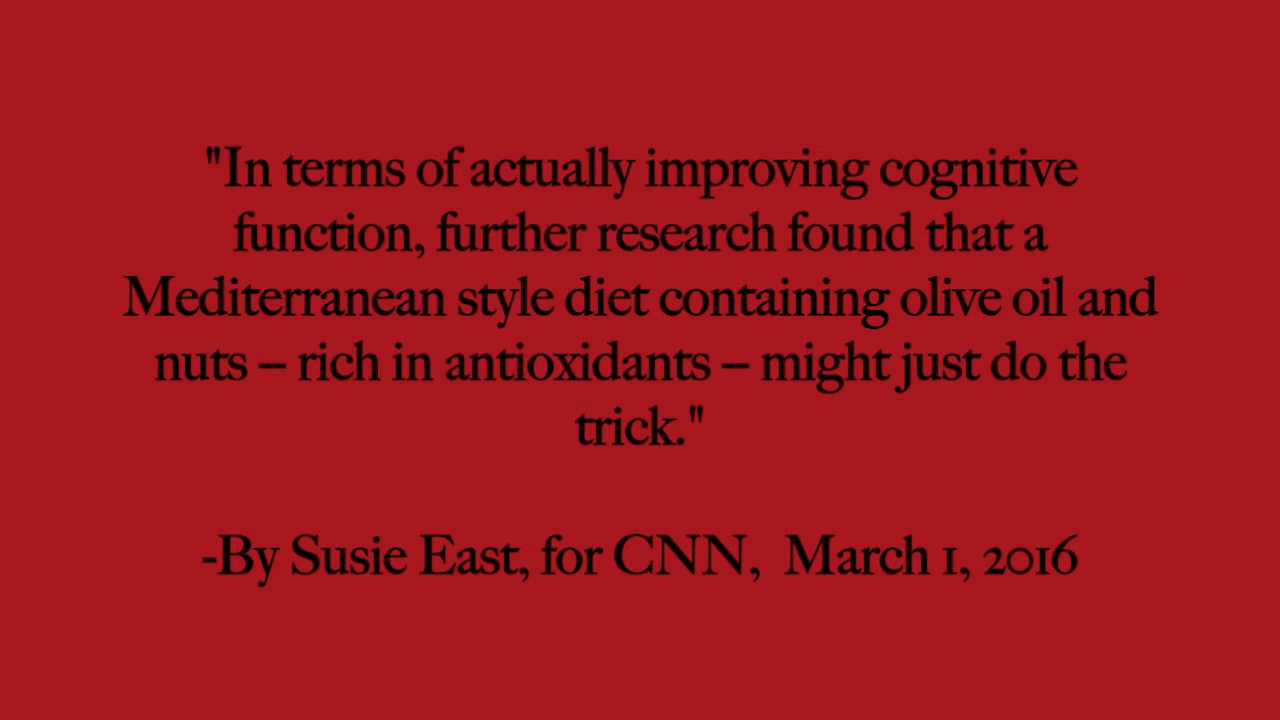 "In terms of actually improving cognitive
function, further research found that a
Mediterranean style diet containing olive oil and
nuts – rich in antioxidants – might just do the
trick."
-By Susie East, for CNN,  March 1, 2016